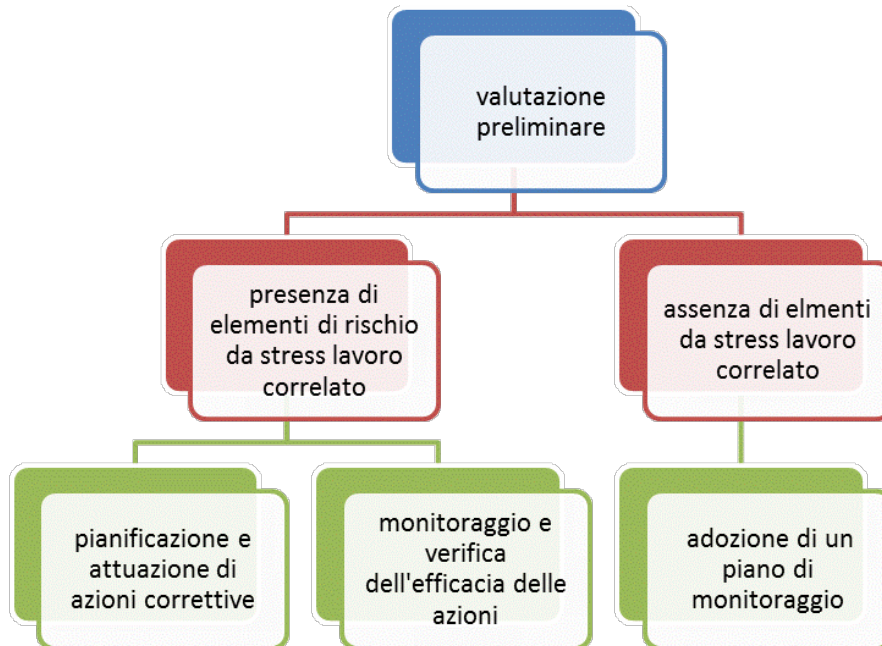 valutazione
preliminare
presenza di
elementi di rischio
da stress lavoro
correlato
assenza di elmenti
da stress lavoro
correlato
pianificazione e
attuazione di
azioni correttive
monitoraggio e
verifica
dell'efficacia delle
azioni
adozione di un
piano di
monitoraggio